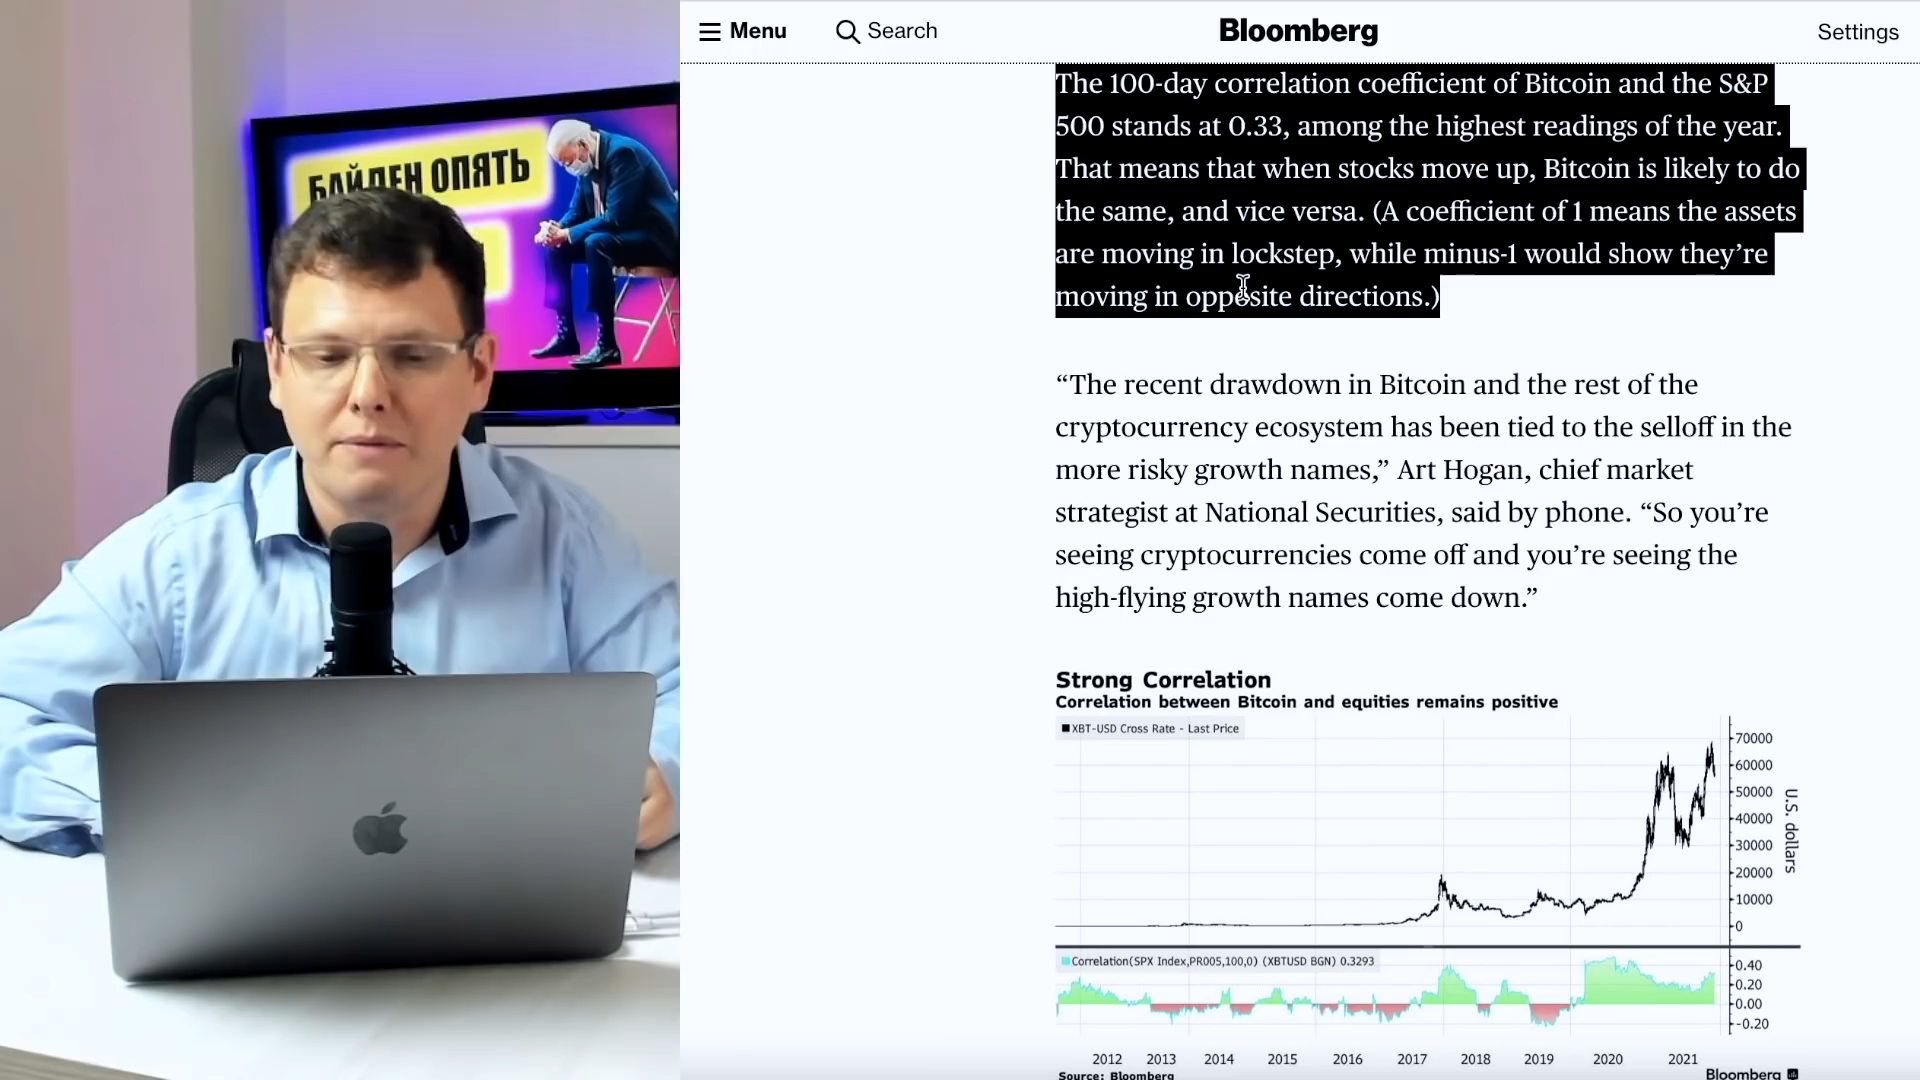 БАЙДЕН ОПЯТЬ
Menu
Search
Bloomberg
Settings
The 100-day correlation coefficient of Bitcoin and the S&P
500 stands at 0.33, among the highest readings of the year.
That means that when stocks move up, Bitcoin is likely to do
the same, and vice versa. (A coefficient of 1 means the assets
are moving in lockstep, while minus-1 would show they’re
moving in opposite directions.)
“The recent drawdown in Bitcoin and the rest of the
cryptocurrency ecosystem has been tied to the selloff in the
more risky growth names,” Art Hogan, chief market
strategist at National Securities, said by phone. “So you’re
seeing cryptocurrencies come off and you’re seeing the
high-flying growth names come down.”
Strong Correlation
Correlation between Bitcoin and equities remains positive
XBT-USD Cross Rate - Last Price
70000
60000
50000
40000
30000
20000
10000
0
U.S. dollars
Correlation(SPX Index,PR005,100,0) (XBTUSD BGN) 0.3293
0.40
0.20
0.00
-0.20
2012 2013 2014 2015 2016 2017 2018 2019 2020 2021
Source: Bloomberg
Bloomberg